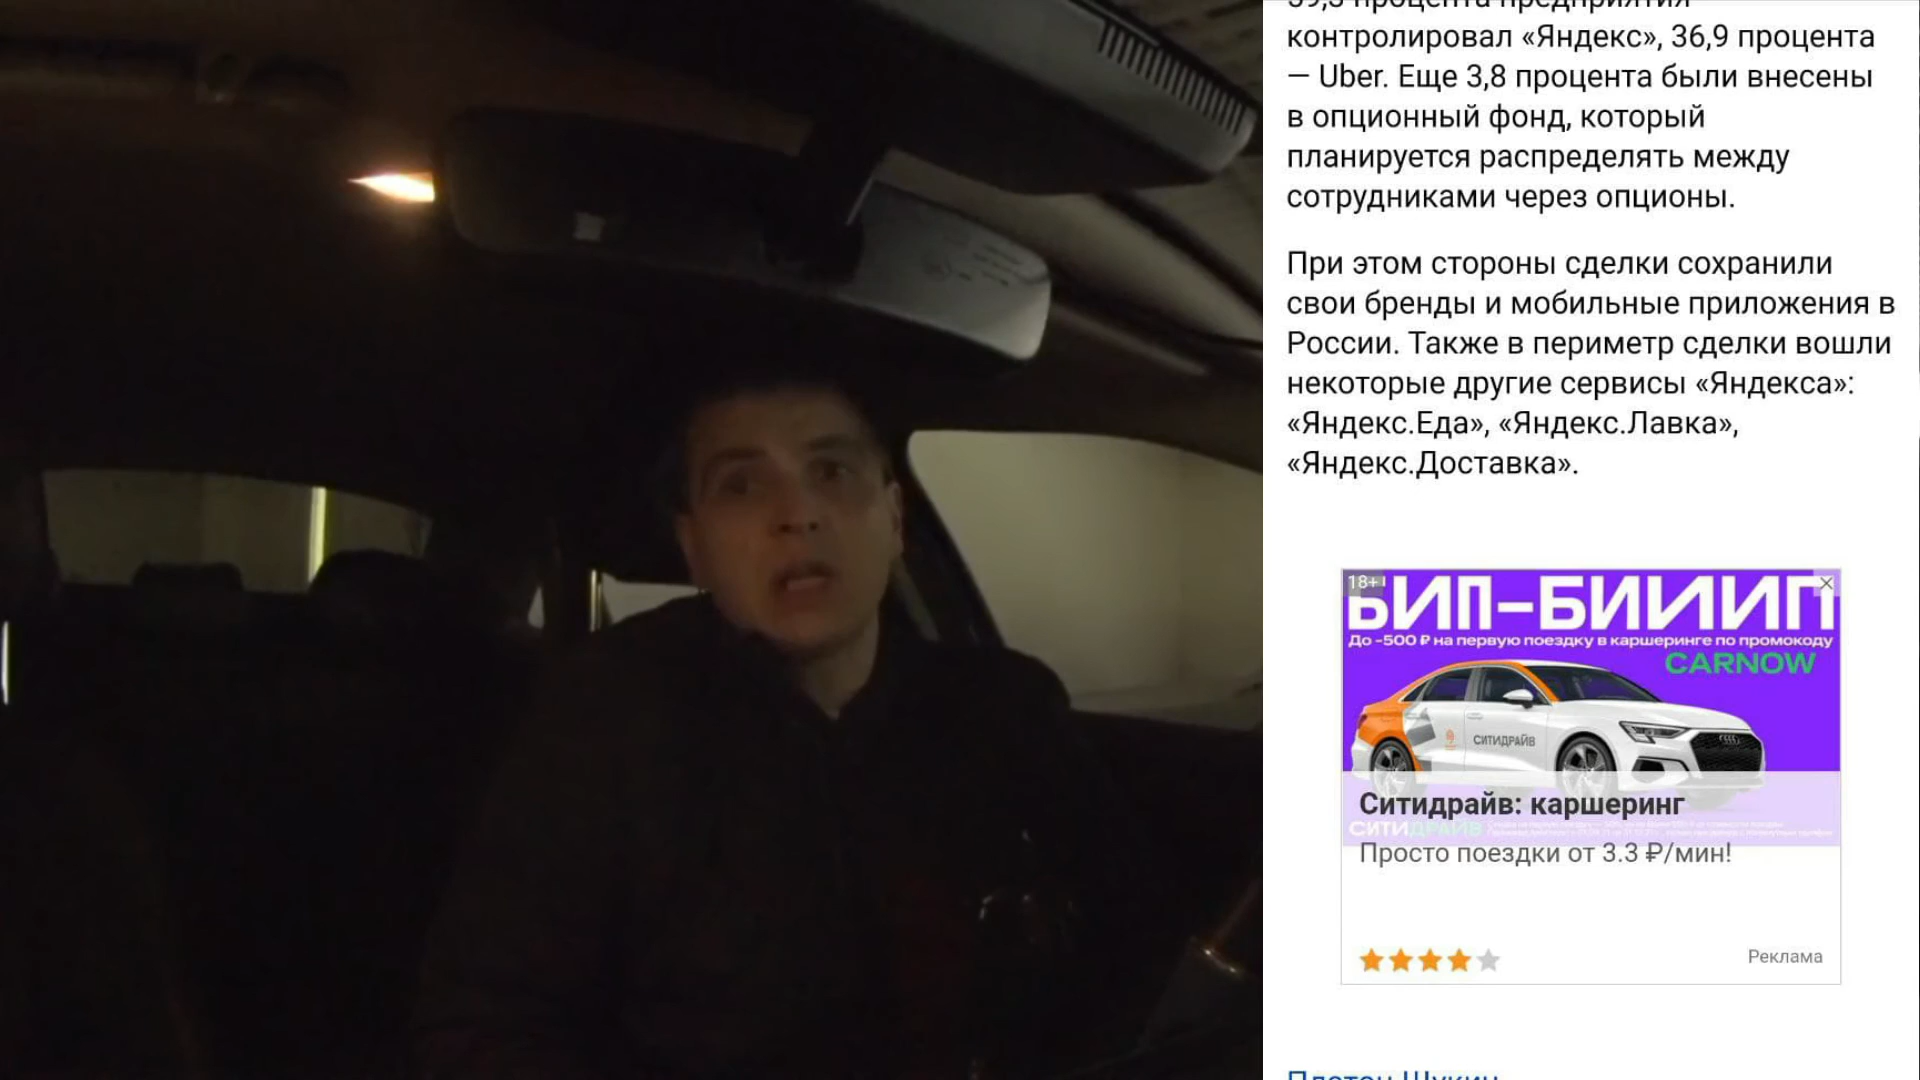 контролировал «Яндекс», 36,9 процента
— Uber. Еще 3,8 процента были внесены
в опционный фонд, который
планируется распределять между
сотрудниками через опционы.
При этом стороны сделки сохранили
свои бренды и мобильные приложения в
России. Также в периметр сделки вошли
некоторые другие сервисы «Яндекса»:
«Яндекс.Еда», «Яндекс.Лавка»,
«Яндекс.Доставка».
18+
БИП-БИИИП
До -500 ₽ на первую поездку в каршеринге по промокоду
CARNOW
СИТИДРАЙВ
Ситидрайв: каршеринг
СИТИДРАЙВ
Просто поездки от 3.3 ₽/мин!
Реклама